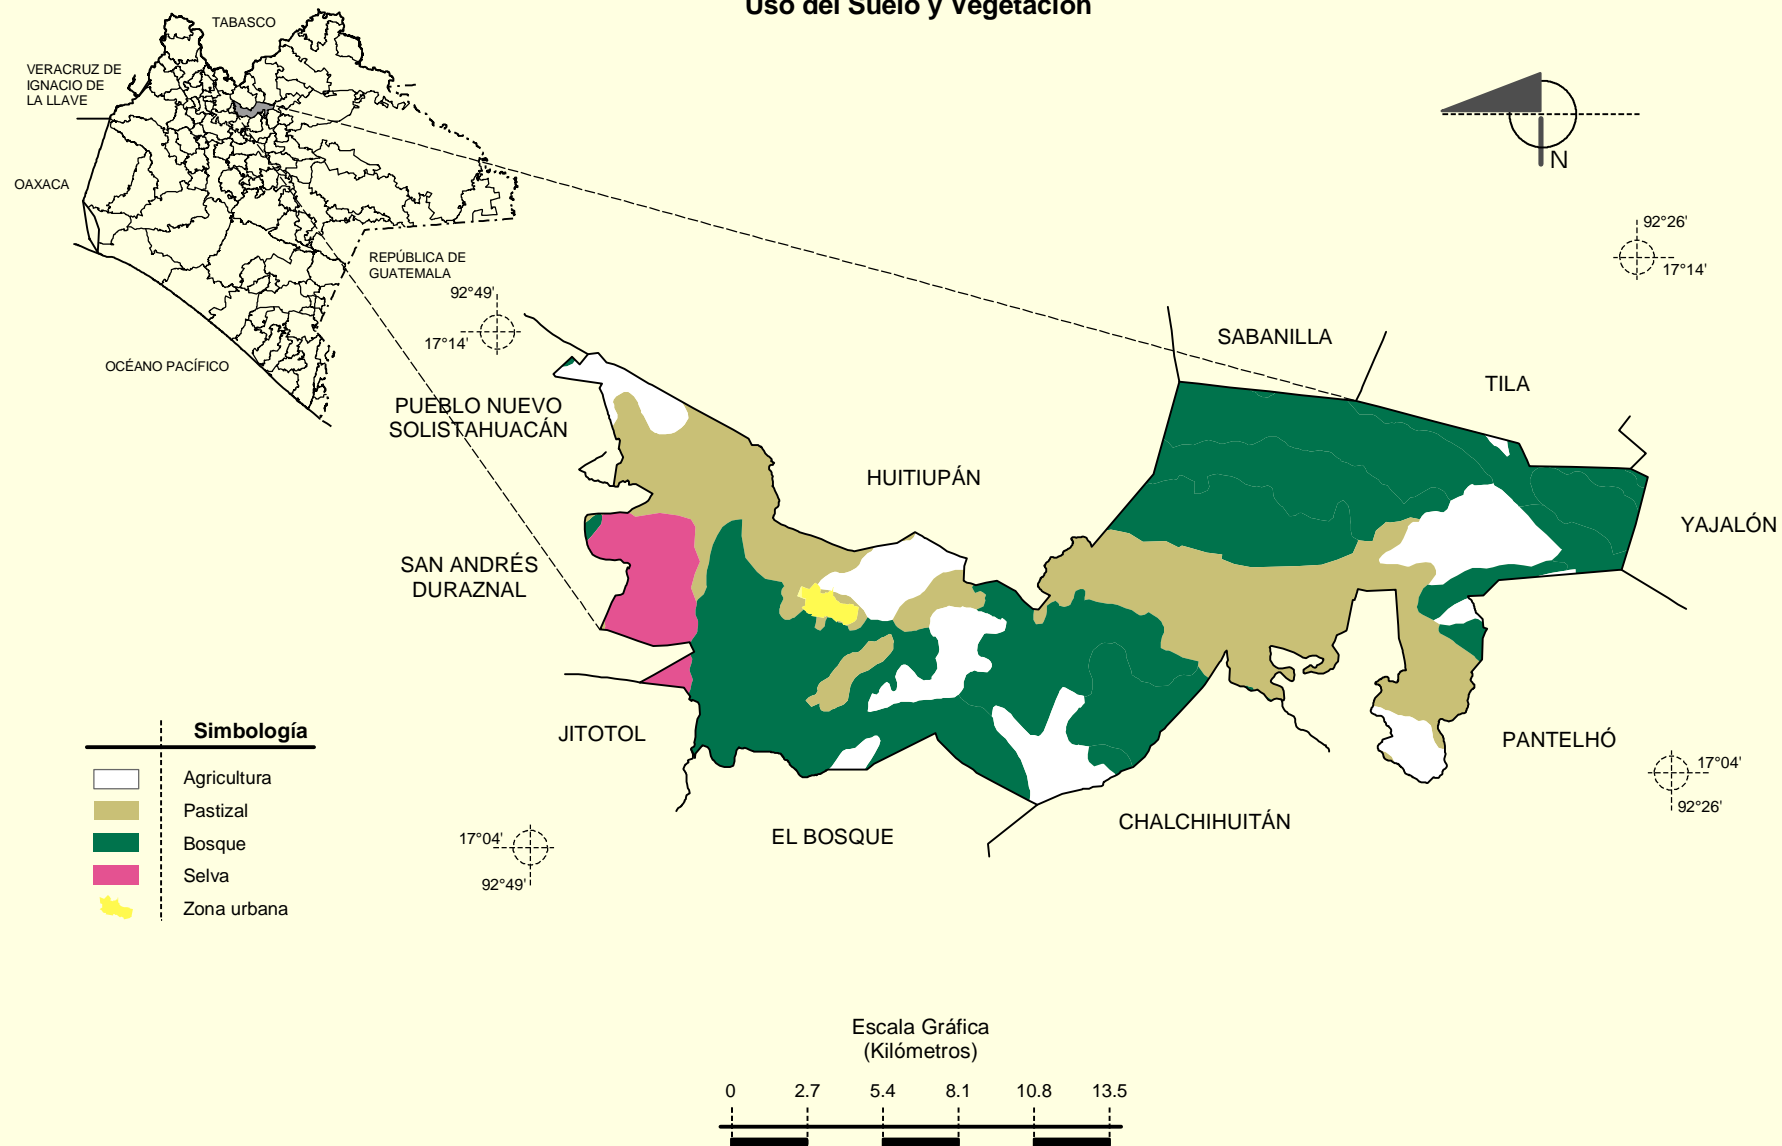 Uso del Suelo y Vegetación
TABASCO
VERACRUZ DE
IGNACIO DE
LA LLAVE
OAXACA
REPÚBLICA DE
GUATEMALA
OCÉANO PACÍFICO
N
92°26'
17°14'
92°49'
17°14'
SABANILLA
TILA
PUEBLO NUEVO
SOLISTAHUACÁN
HUITIUPÁN
YAJALÓN
SAN ANDRÉS
DURAZNAL
JITOTOL
PANTELHÓ
17°04'
92°26'
CHALCHIHUITÁN
EL BOSQUE
17°04'
92°49'
Simbología
Agricultura
Pastizal
Bosque
Selva
Zona urbana
Escala Gráfica
(Kilómetros)
0 2.7 5.4 8.1 10.8 13.5